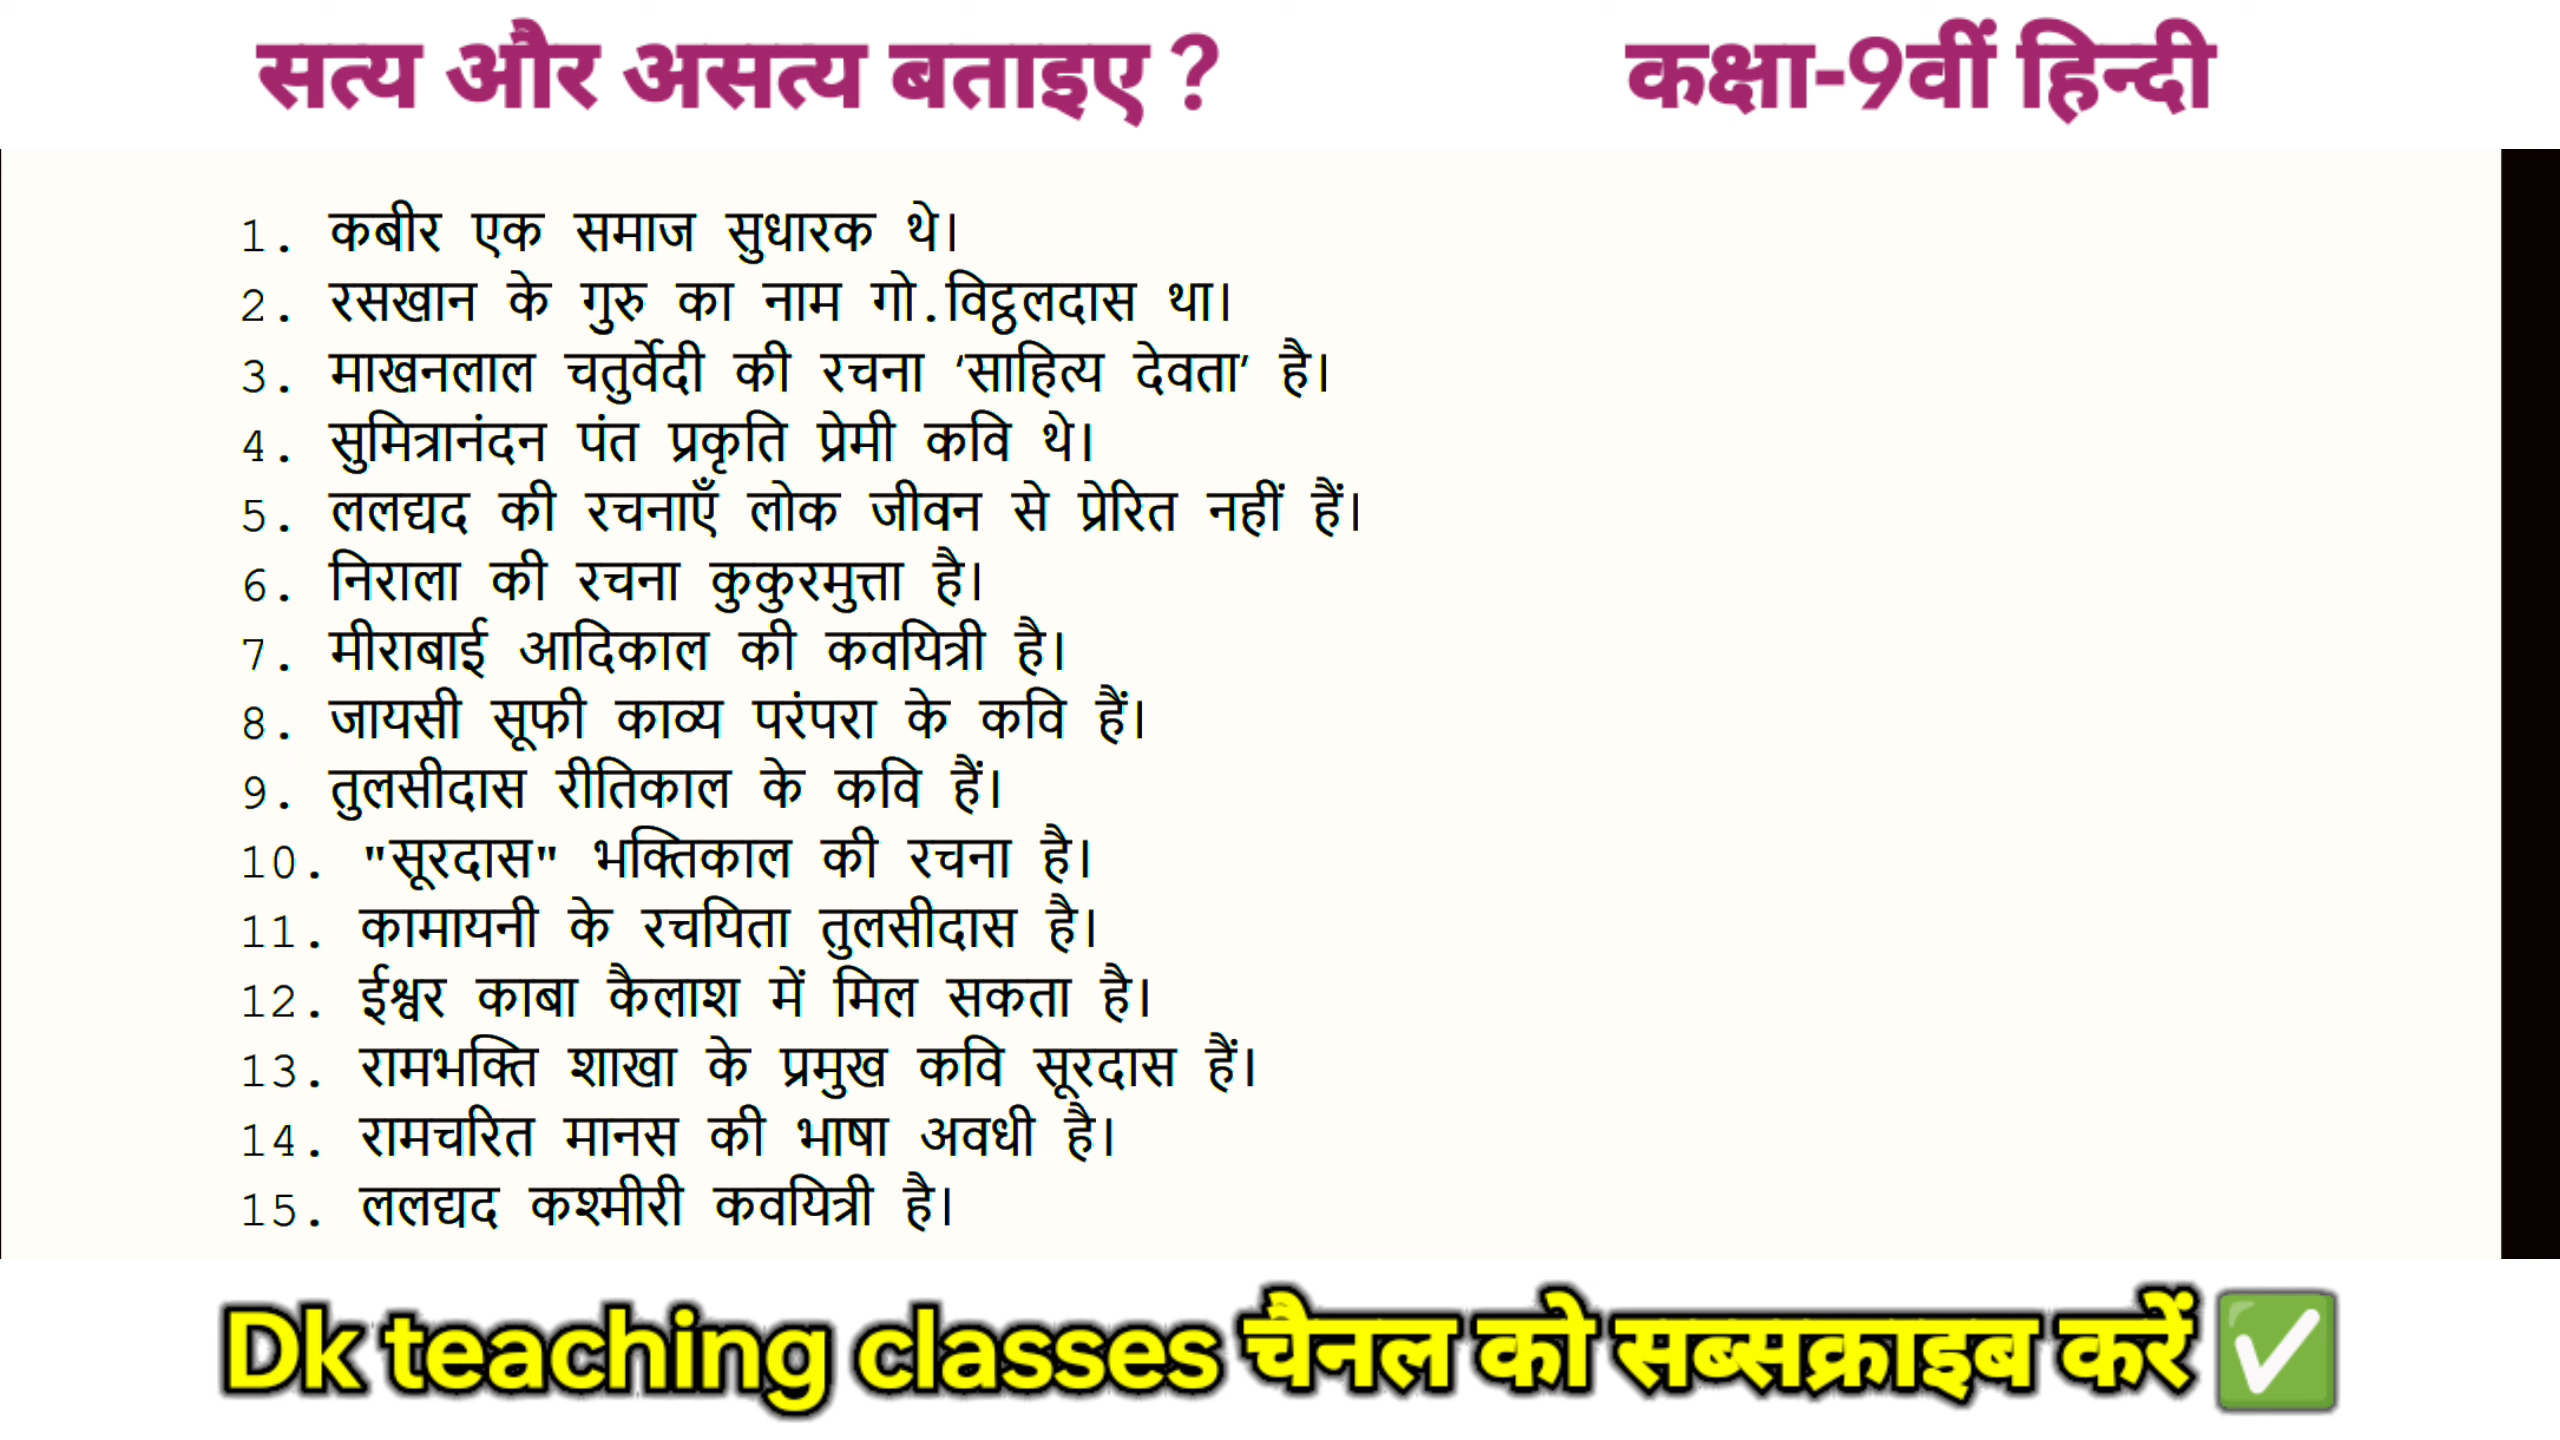 सत्य और असत्य बताइए ? कक्षा-9वीं हिन्दी
1. कबीर एक समाज सुधारक थे।
2. रसखान के गुरु का नाम गो.विट्ठलदास था।
3. माखनलाल चतुर्वेदी की रचना ‘साहित्य देवता’ है।
4. सुमित्रानंदन पंत प्रकृति प्रेमी कवि थे।
5. ललद्यद की रचनाएँ लोक जीवन से प्रेरित नहीं हैं।
6. निराला की रचना कुकुरमुत्ता है।
7. मीराबाई आदिकाल की कवयित्री है।
8. जायसी सूफी काव्य परंपरा के कवि हैं।
9. तुलसीदास रीतिकाल के कवि हैं।
10. "सूरदास" भक्तिकाल की रचना है।
11. कामायनी के रचयिता तुलसीदास है।
12. ईश्वर काबा कैलाश में मिल सकता है।
13. रामभक्ति शाखा के प्रमुख कवि सूरदास हैं।
14. रामचरित मानस की भाषा अवधी है।
15. ललद्यद कश्मीरी कवयित्री है।
Dk teaching classes चैनल को सब्सक्राइब करें ✅